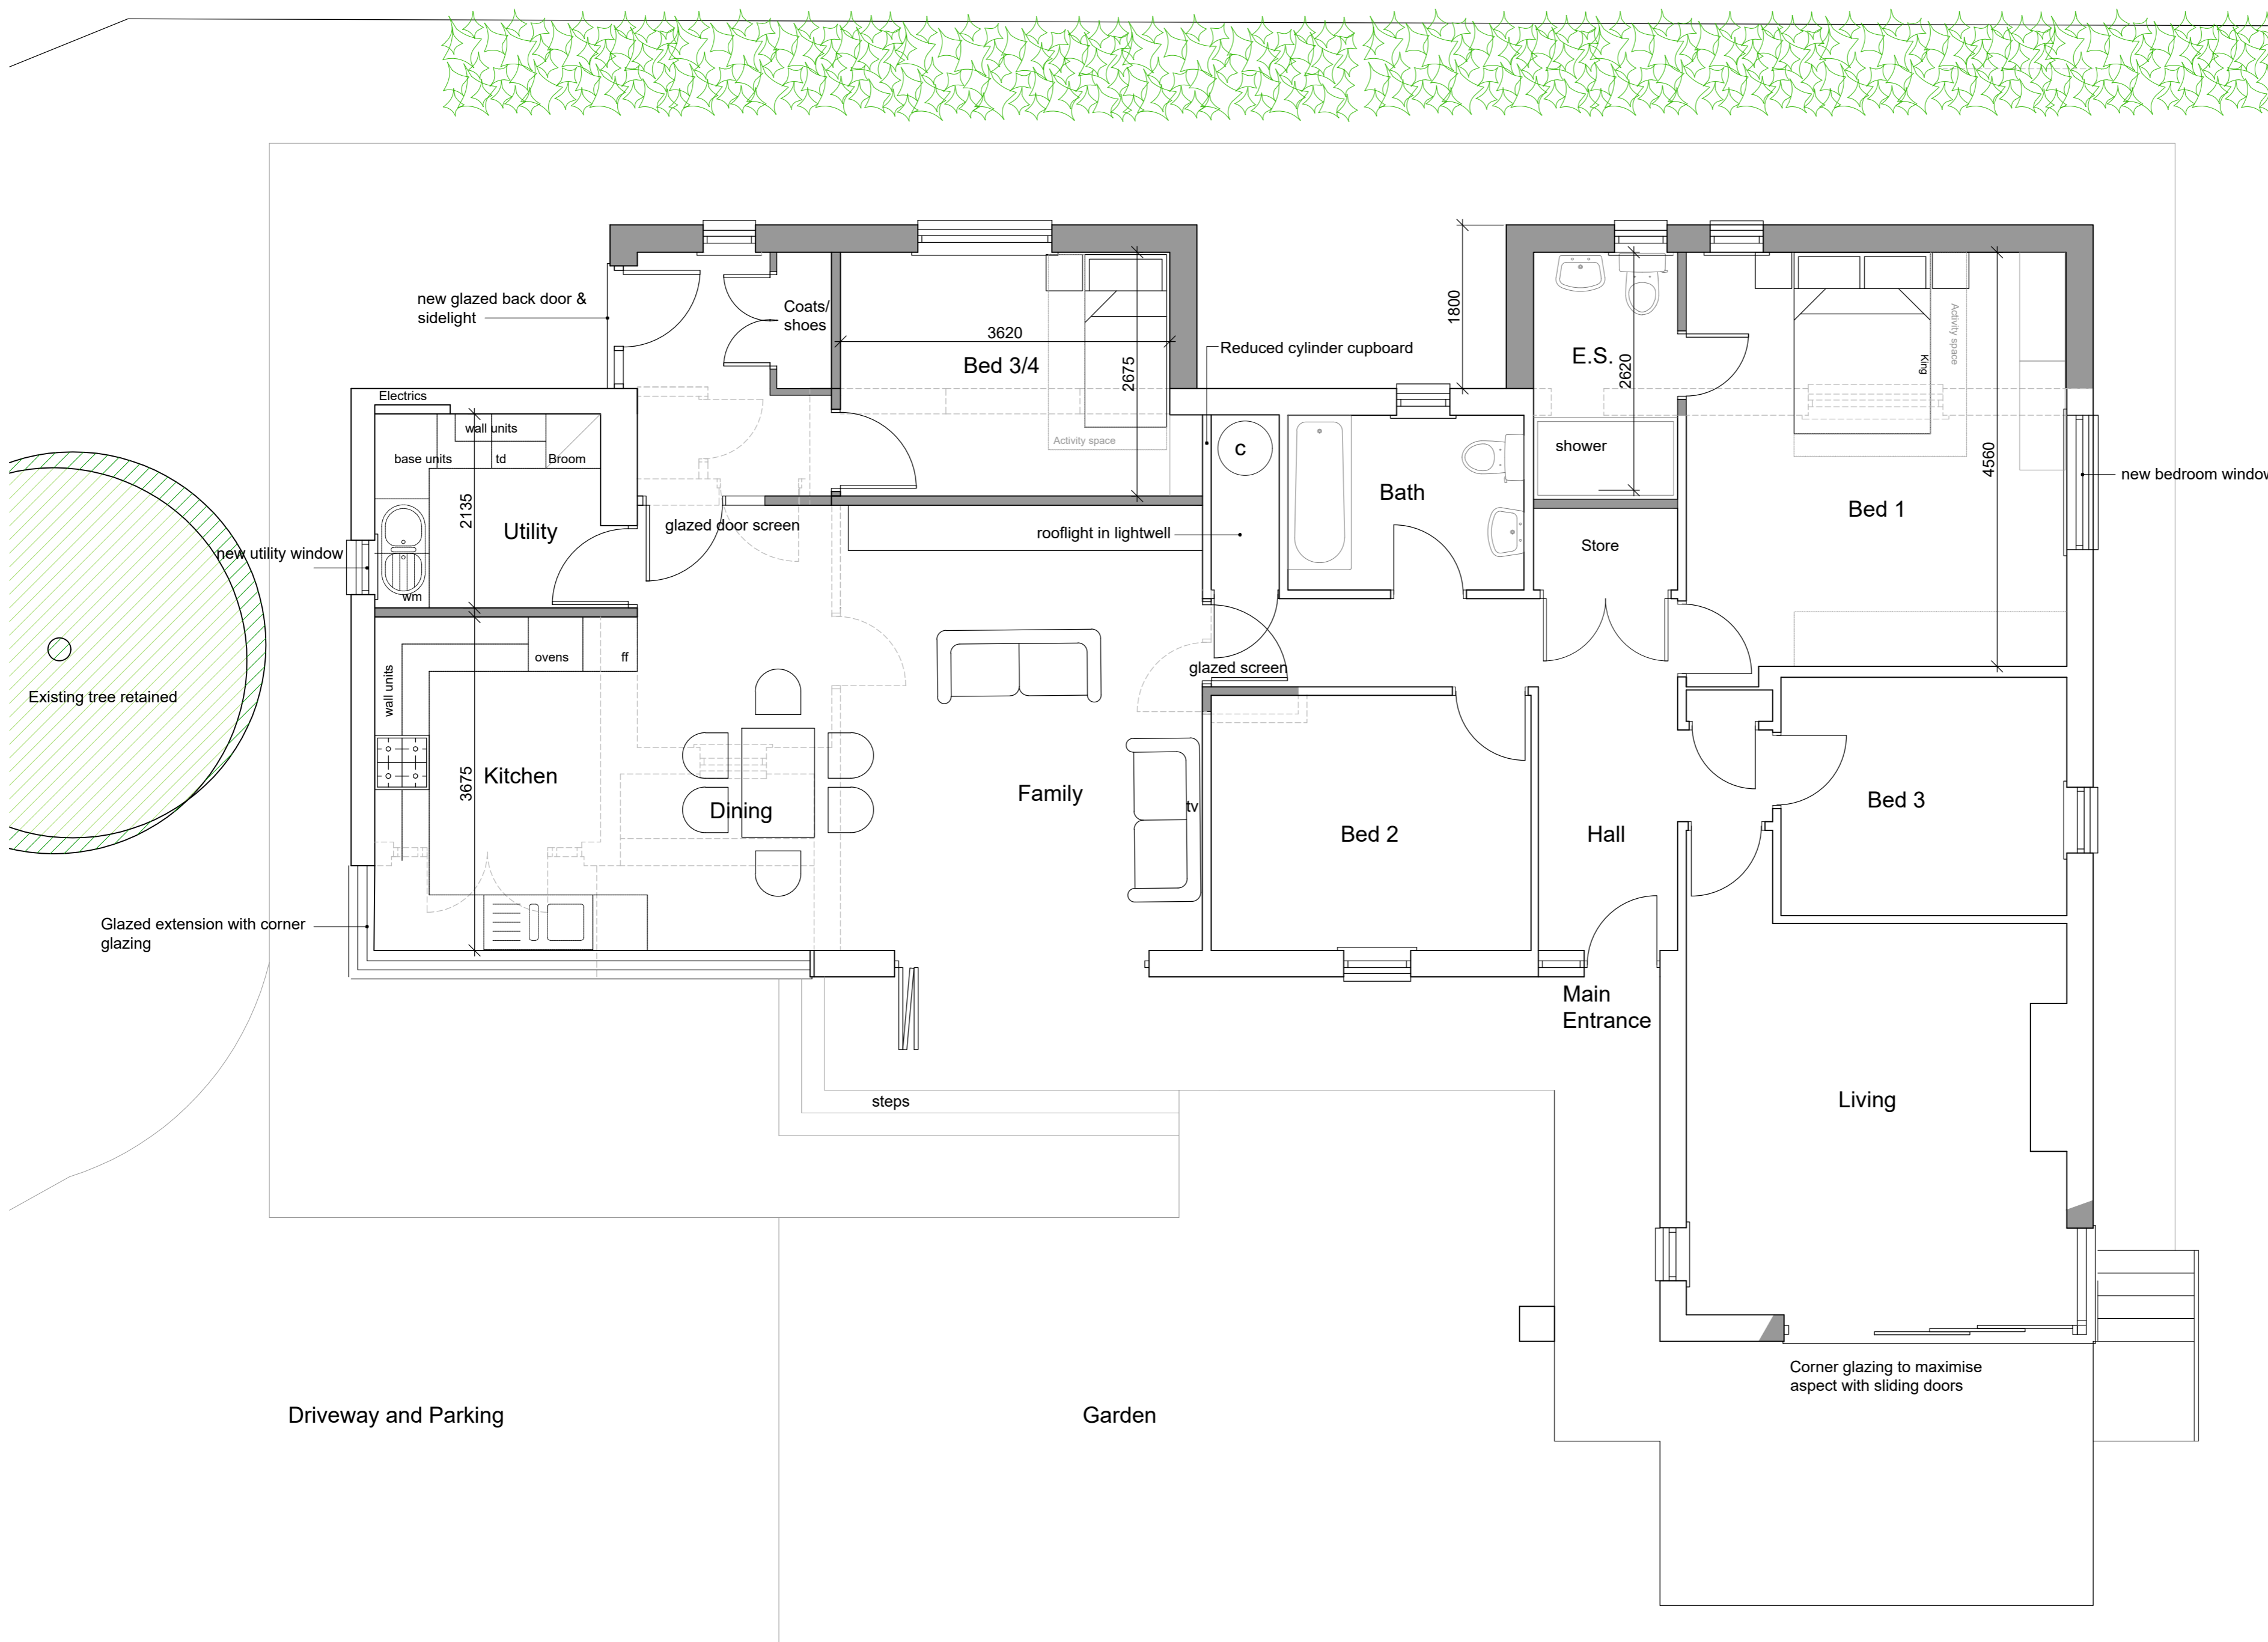 new glazed back door &
sidelight
Coats/
shoes
3620
Bed 3/4
2675
Activity space
Reduced cylinder cupboard
1800
E.S.
2620
King
Activity space
4560
new bedroom window
Electrics
wall units
base units
td
Broom
2135
Utility
new utility window
wm
glazed door screen
rooflight in lightwell
c
Bath
shower
Store
Bed 1
glazed screen
Existing tree retained
wall units
ovens
ff
3675
Kitchen
Dining
Family
tv
Bed 2
Hall
Bed 3
Glazed extension with corner
glazing
Main
Entrance
steps
Living
Corner glazing to maximise
aspect with sliding doors
Driveway and Parking
Garden